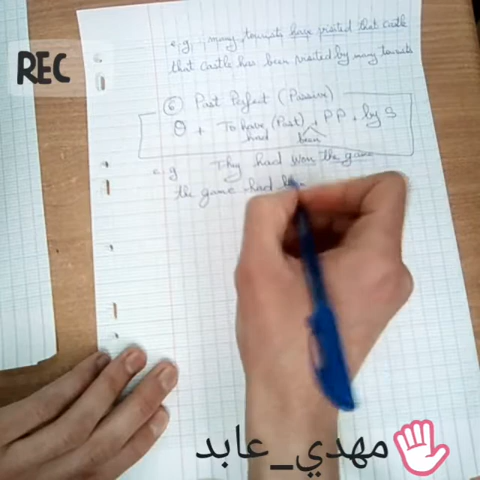 REC
e.g. many tourists have visited that castle
that castle has been visited by many tourists
⑥ Past Perfect (Passive)
O + To have (Past) + PP + by S
had been
e.g They had won the game
the game had
مهدي_عابد